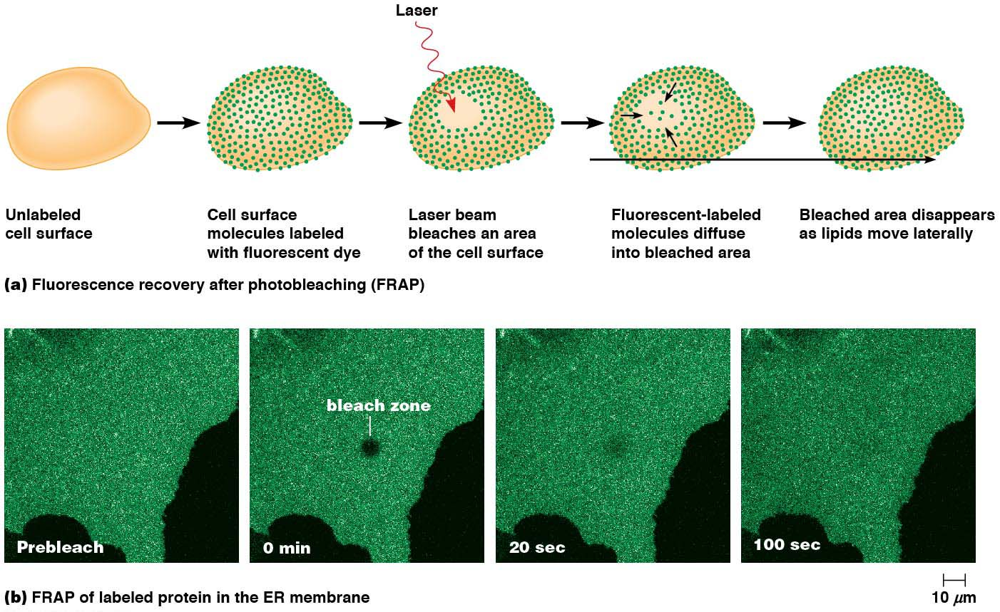 Laser
Unlabeled
cell surface
Cell surface
molecules labeled
with fluorescent dye
Laser beam
bleaches an area
of the cell surface
Fluorescent-labeled
molecules diffuse
into bleached area
Bleached area disappears
as lipids move laterally
(a) Fluorescence recovery after photobleaching (FRAP)
bleach zone
Prebleach
0 min
20 sec
100 sec
10 µm
(b) FRAP of labeled protein in the ER membrane